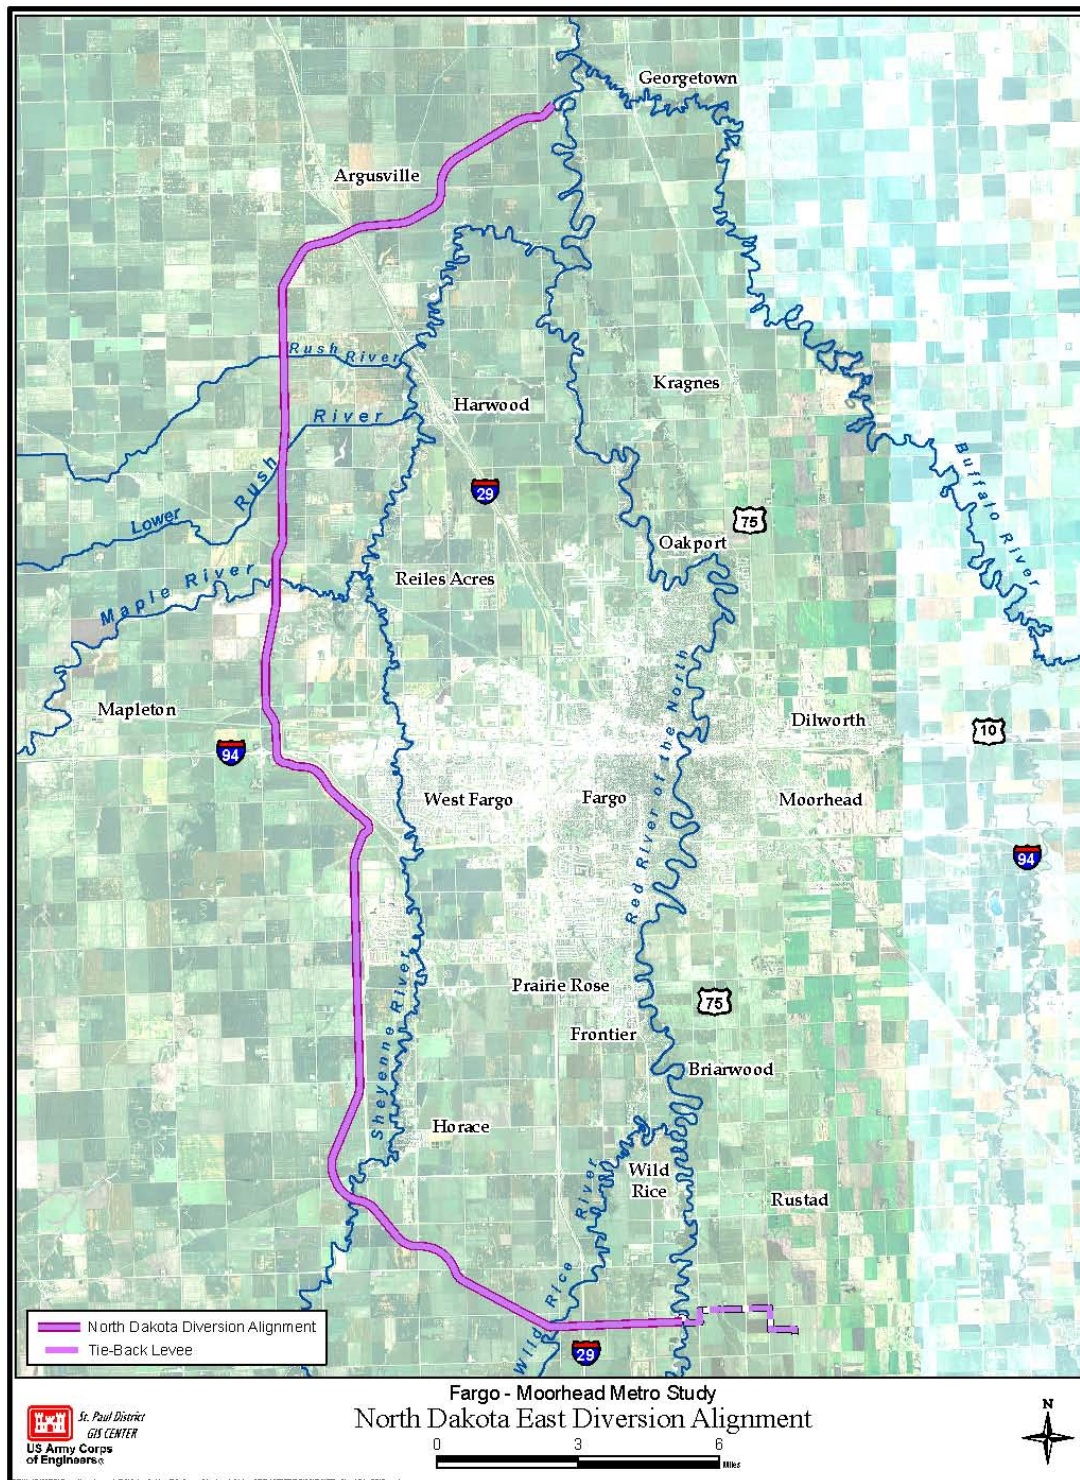 Georgetown
Argusville
Rush River
Kragnes
Harwood
River
Rush
Lower
29
75
Buffalo River
Oakport
Maple River
Reiles Acres
Red River of the North
Mapleton
Dilworth
10
94
West Fargo
Fargo
Moorhead
94
Sheyenne River
Prairie Rose
75
Frontier
Briarwood
Horace
Wild
Rice
Rustad
Wild Rice River
North Dakota Diversion Alignment
Tie-Back Levee
29
Fargo - Moorhead Metro Study
North Dakota East Diversion Alignment
St. Paul District
GIS CENTER
US Army Corps
of Engineers®
0 3 6
Miles
N